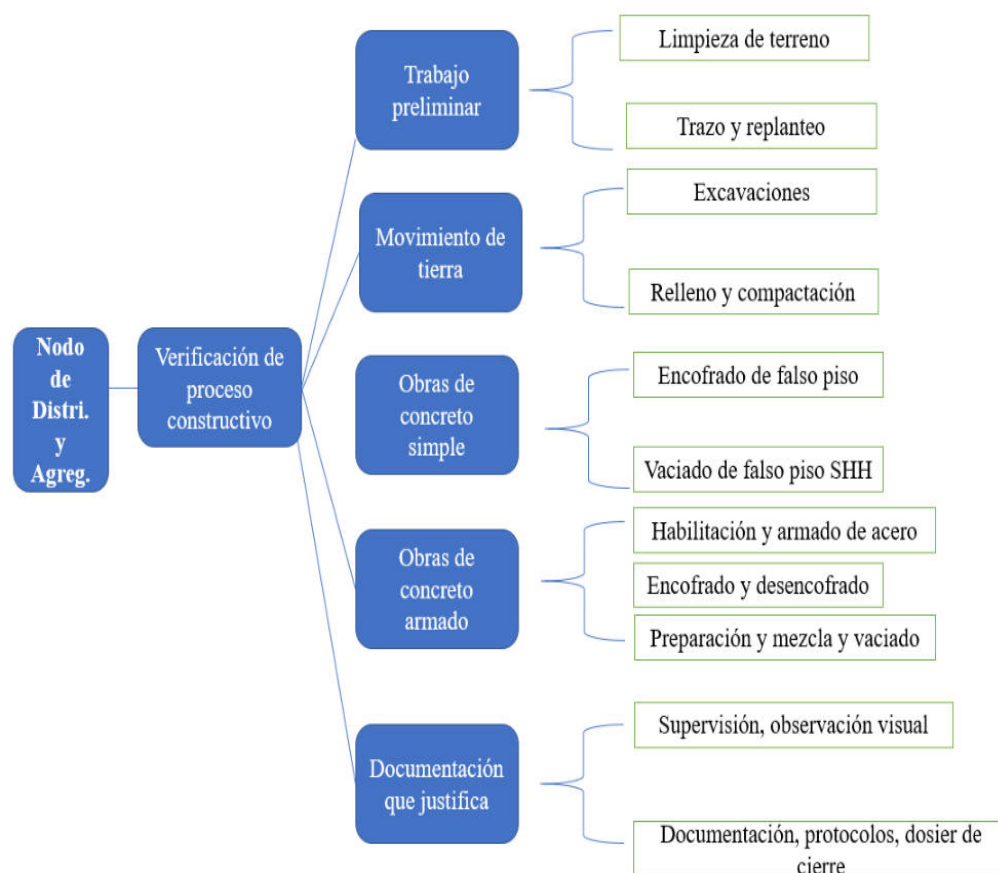 Nodo
de
Distri.
y
Agreg.
Verificación de
proceso
constructivo
Trabajo
preliminar
Limpieza de terreno
Trazo y replanteo
Movimiento de
tierra
Excavaciones
Relleno y compactación
Obras de
concreto
simple
Encofrado de falso piso
Vaciado de falso piso SHH
Obras de
concreto
armado
Habilitación y armado de acero
Encofrado y desencofrado
Preparación y mezcla y vaciado
Documentación
que justifica
Supervisión, observación visual
Documentación, protocolos, dosier de
cierre